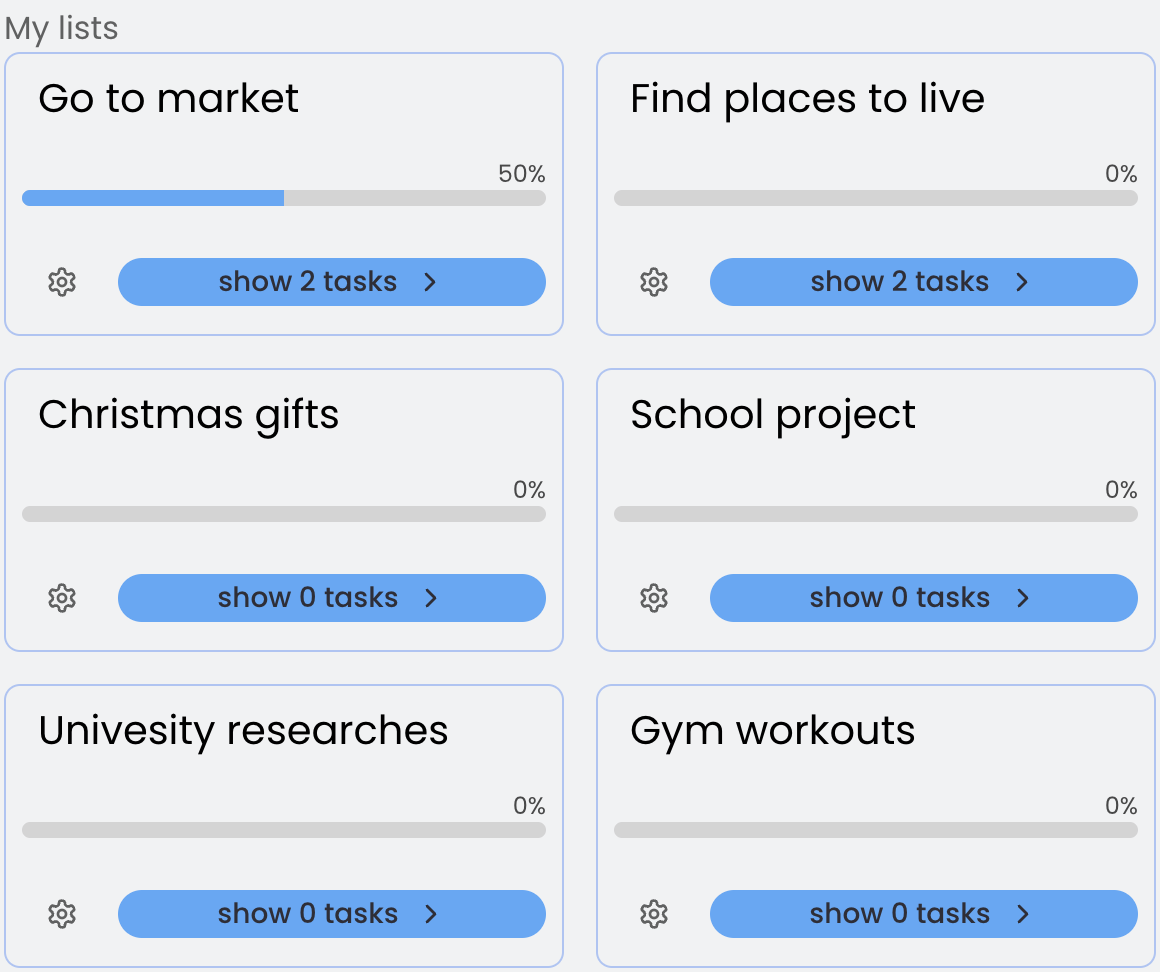 My lists
Go to market
50%
show 2 tasks
Find places to live
0%
show 2 tasks
Christmas gifts
0%
show 0 tasks
School project
0%
show 0 tasks
Univesity researches
0%
show 0 tasks
Gym workouts
0%
show 0 tasks